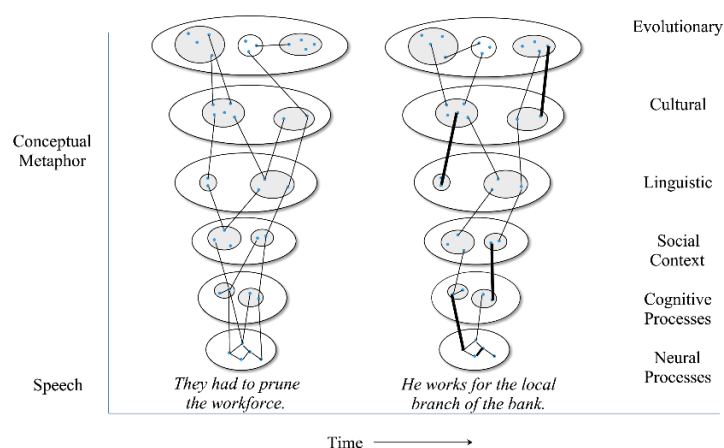 Evolutionary
Cultural
Conceptual
Metaphor
Linguistic
Social
Context
Cognitive
Processes
Neural
Processes
Speech
They had to prune
the workforce.
He works for the local
branch of the bank.
Time